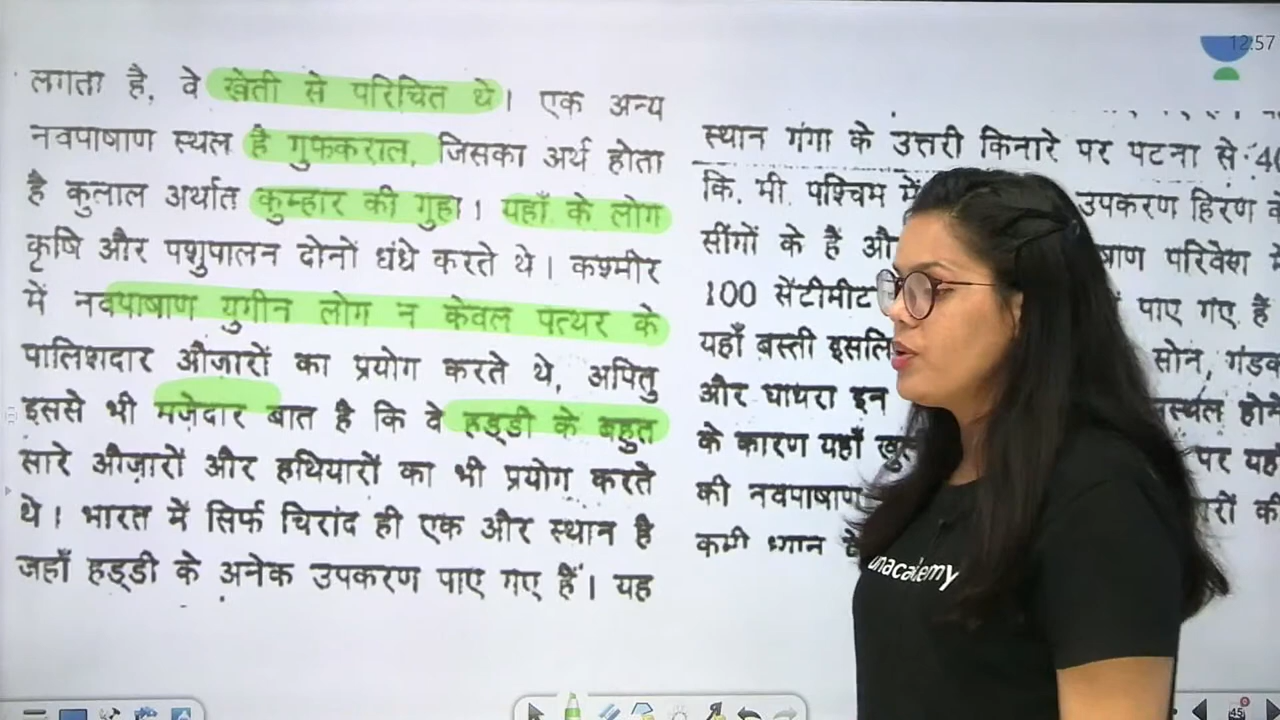 लगता है, वे खेती से परिचित थे। एक अन्य
नवपाषाण स्थल है गुफकराल, जिसका अर्थ होता
है कुलाल अर्थात कुम्हार की गुहा। यहाँ के लोग
कृषि और पशुपालन दोनों धंधे करते थे। कश्मीर
में नवपाषाण युगीन लोग न केवल पत्थर के
पालिशदार औज़ारों का प्रयोग करते थे, अपितु
इससे भी मज़ेदार बात है कि वे हड्डी के बहुत
सारे औज़ारों और हथियारों का भी प्रयोग करते
थे। भारत में सिर्फ चिरांद ही एक और स्थान है
जहाँ हड्डी के अनेक उपकरण पाए गए हैं। यह
स्थान गंगा के उत्तरी किनारे पर पटना से 40
कि. मी. पश्चिम में उपकरण हिरण
सींगों के हैं परिवेश
100 पाए गए हैं
यहाँ बस्ती सोन, गंडक
और घाघरा इन होने
के कारण यहाँ पर
की नवपाषाण की
कमी
12:57
unacademy
45